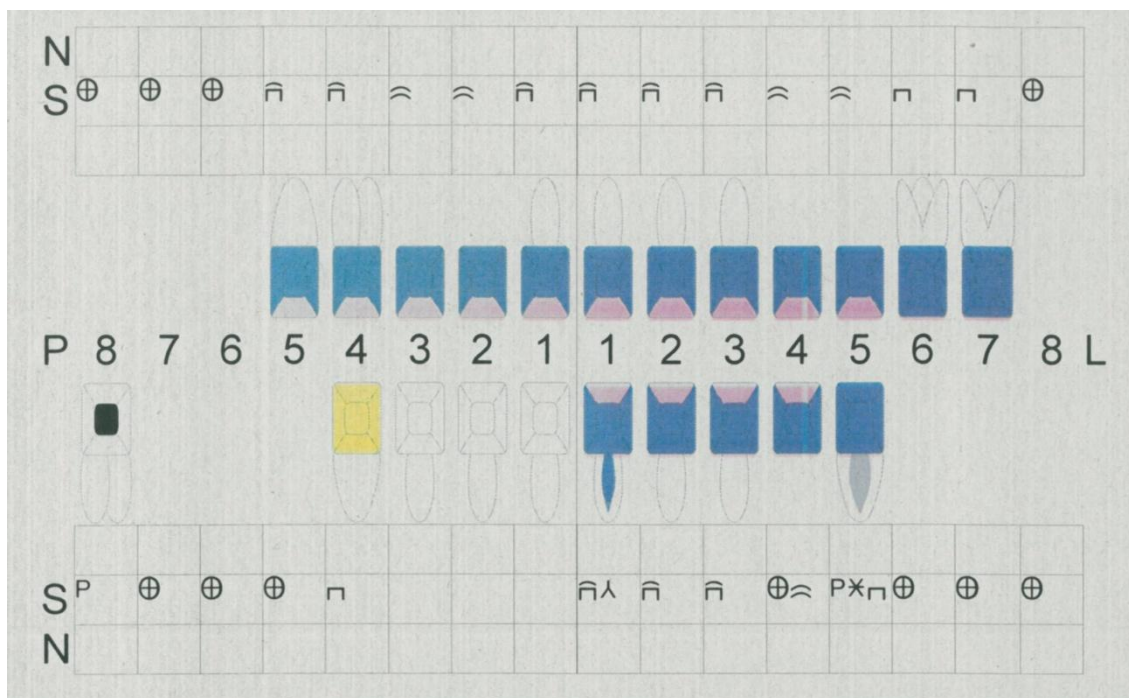 N
S ⊕ ⊕ ⊕ ⊓ ⊓ ⌢ ⌢ ⊓ ⊓ ⊓ ⊓ ⌢ ⌢ ⊓ ⊓ ⊕
P 8 7 6 5 4 3 2 1 1 2 3 4 5 6 7 8 L
S P ⊕ ⊕ ⊕ ⊓ ⊓⅄ ⊓ ⊓ ⊕⌢ P*⊓ ⊕ ⊕ ⊕
N